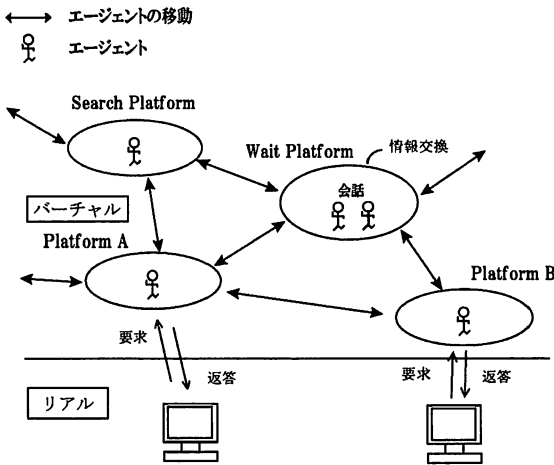 エージェントの移動
エージェント
Search Platform
Wait Platform
情報交換
会話
バーチャル
Platform A
Platform B
要求
返答
要求
返答
リアル